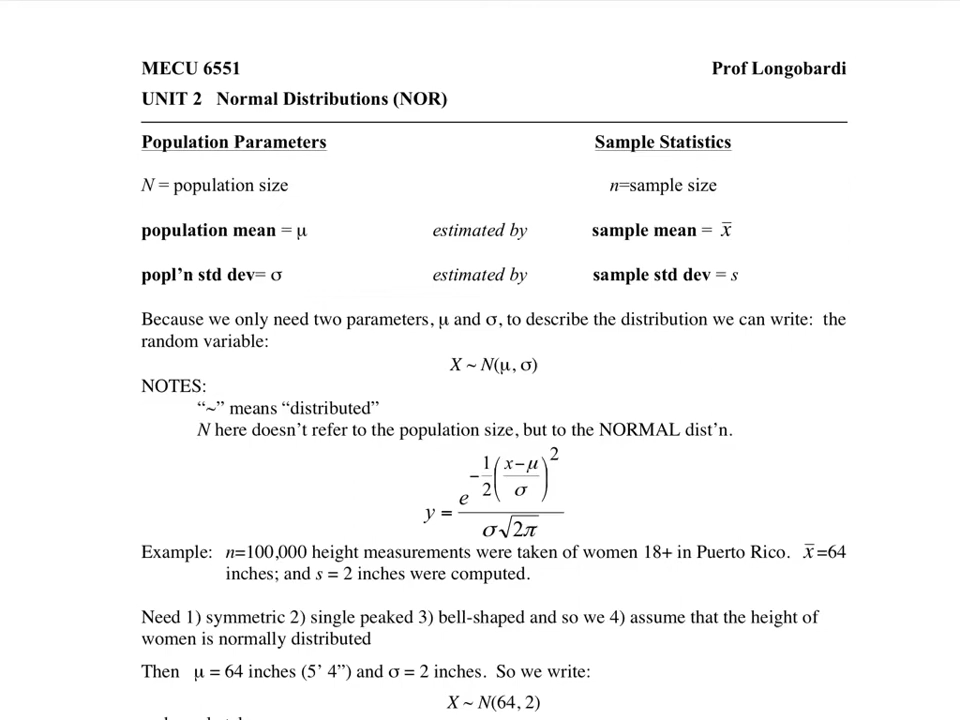 MECU 6551 Prof Longobardi
UNIT 2 Normal Distributions (NOR)
Population Parameters Sample Statistics
N = population size n=sample size
population mean = μ estimated by sample mean = x̅
popl’n std dev= σ estimated by sample std dev = s
Because we only need two parameters, μ and σ, to describe the distribution we can write: the
random variable:
X ~ N(μ, σ)
NOTES:
“~” means “distributed”
N here doesn’t refer to the population size, but to the NORMAL dist’n.
y = e^(-1/2((x-μ)/σ)^2) / (σ√2π)
Example: n=100,000 height measurements were taken of women 18+ in Puerto Rico. x̅=64
inches; and s = 2 inches were computed.
Need 1) symmetric 2) single peaked 3) bell-shaped and so we 4) assume that the height of
women is normally distributed
Then μ = 64 inches (5’ 4”) and σ = 2 inches. So we write:
X ~ N(64, 2)